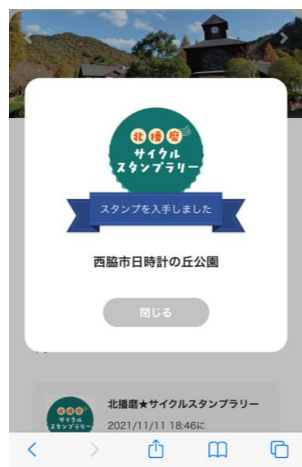 北播磨
サイクル
スタンプラリー
スタンプを入手しました
西脇市日時計の丘公園
閉じる
北播磨
サイクル
スタンプラリー
北播磨★サイクルスタンプラリー
2021/11/11 18:46に